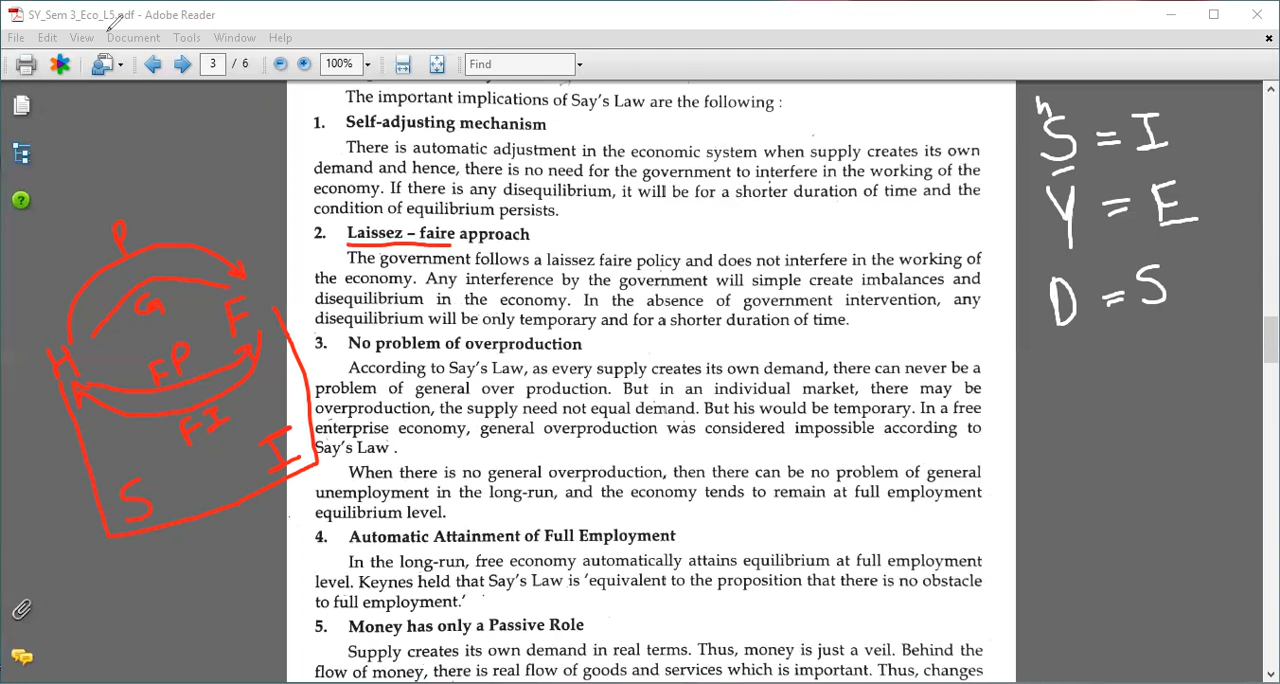 SY_Sem 3_Eco_L5.pdf - Adobe Reader
File Edit View Document Tools Window Help
3 / 6 100% Find
The important implications of Say's Law are the following :
1. Self-adjusting mechanism
There is automatic adjustment in the economic system when supply creates its own
demand and hence, there is no need for the government to interfere in the working of the
economy. If there is any disequilibrium, it will be for a shorter duration of time and the
condition of equilibrium persists.
2. Laissez – faire approach
The government follows a laissez faire policy and does not interfere in the working of
the economy. Any interference by the government will simple create imbalances and
disequilibrium in the economy. In the absence of government intervention, any
disequilibrium will be only temporary and for a shorter duration of time.
3. No problem of overproduction
According to Say's Law, as every supply creates its own demand, there can never be a
problem of general over production. But in an individual market, there may be
overproduction, the supply need not equal demand. But his would be temporary. In a free
enterprise economy, general overproduction was considered impossible according to
Say's Law .
When there is no general overproduction, then there can be no problem of general
unemployment in the long-run, and the economy tends to remain at full employment
equilibrium level.
4. Automatic Attainment of Full Employment
In the long-run, free economy automatically attains equilibrium at full employment
level. Keynes held that Say's Law is 'equivalent to the proposition that there is no obstacle
to full employment.'
5. Money has only a Passive Role
Supply creates its own demand in real terms. Thus, money is just a veil. Behind the
flow of money, there is real flow of goods and services which is important. Thus, changes
P
G
F
H
FP
FI
I
S
S = I
Y = E
D = S